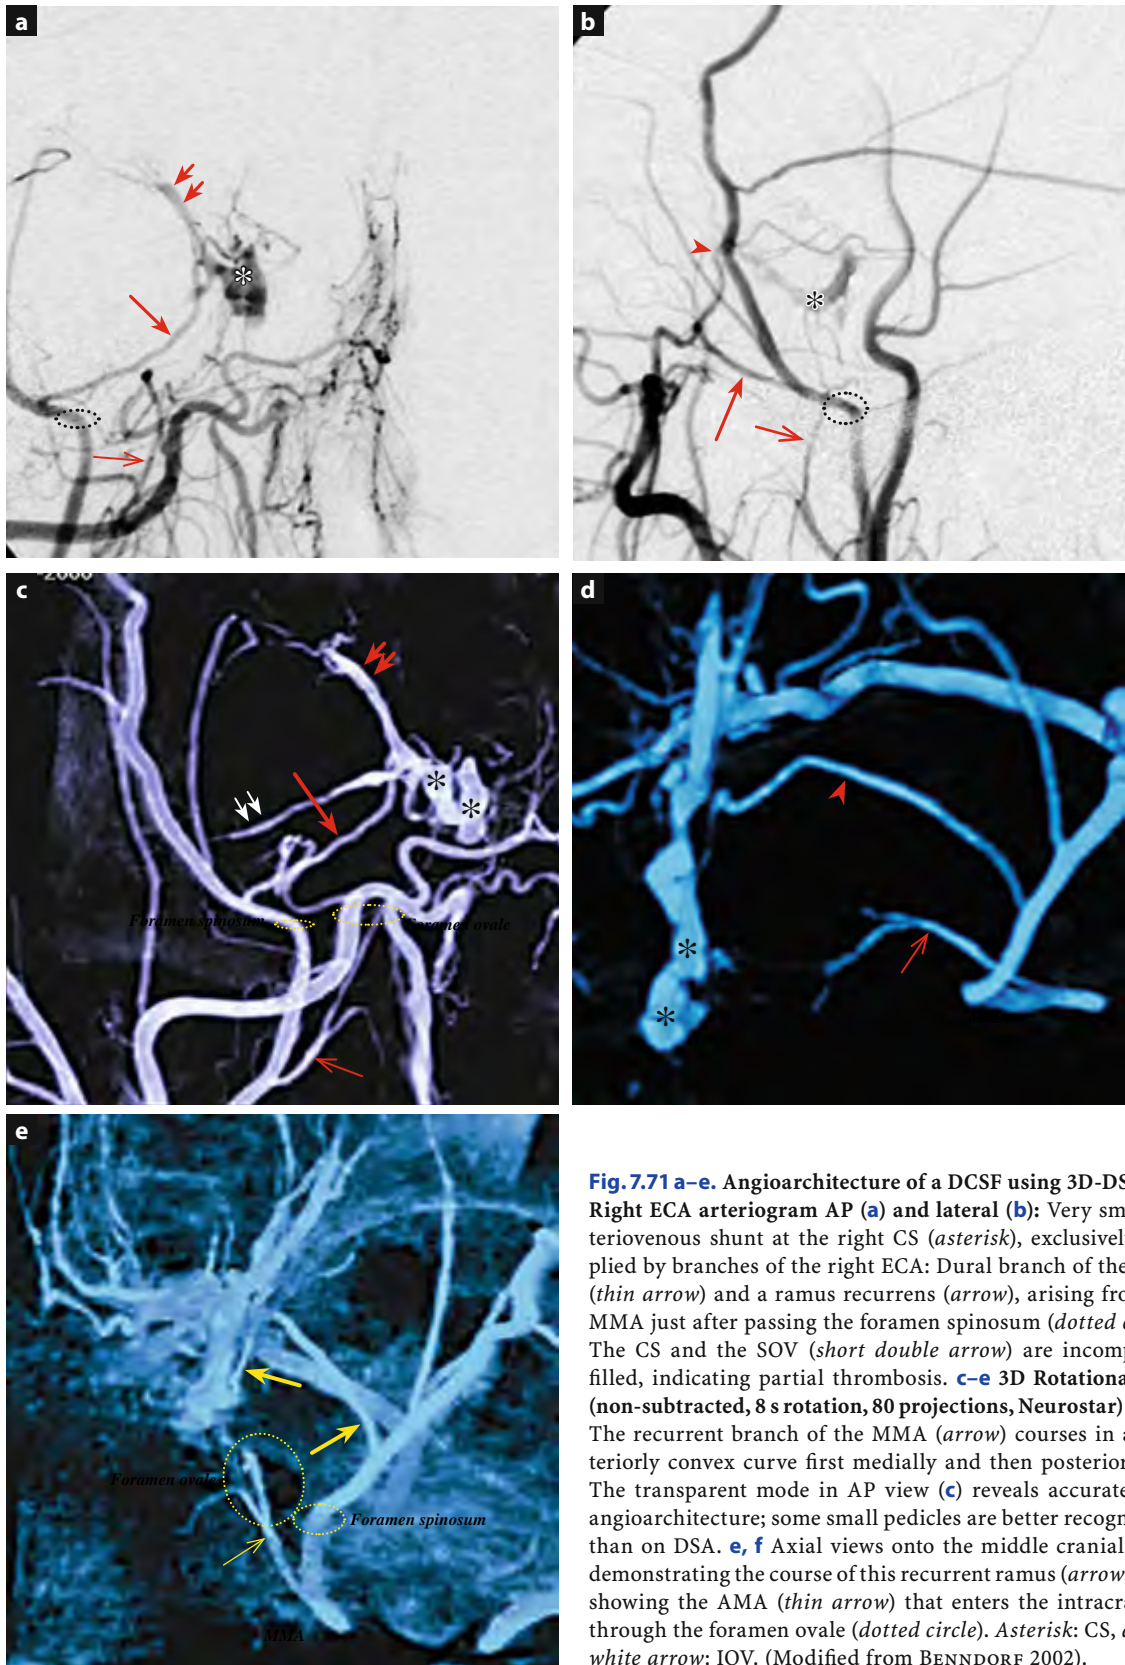 a
b
*
*
c
-2000
d
*
*
Foramen spinosum
Foramen ovale
*
*
e
Foramen ovale
Foramen spinosum
MMA
Fig. 7.71 a–e. Angioarchitecture of a DCSF using 3D-DS
Right ECA arteriogram AP (a) and lateral (b): Very sm
teriovenous shunt at the right CS (asterisk), exclusively
plied by branches of the right ECA: Dural branch of the
(thin arrow) and a ramus recurrens (arrow), arising fro
MMA just after passing the foramen spinosum (dotted
The CS and the SOV (short double arrow) are incomp
filled, indicating partial thrombosis. c–e 3D Rotationa
(non-subtracted, 8 s rotation, 80 projections, Neurostar)
The recurrent branch of the MMA (arrow) courses in a
teriorly convex curve first medially and then posterior
The transparent mode in AP view (c) reveals accurate
angioarchitecture; some small pedicles are better recogn
than on DSA. e, f Axial views onto the middle cranial
demonstrating the course of this recurrent ramus (arrow
showing the AMA (thin arrow) that enters the intracra
through the foramen ovale (dotted circle). Asterisk: CS,
white arrow: IOV. (Modified from BENNDORF 2002).